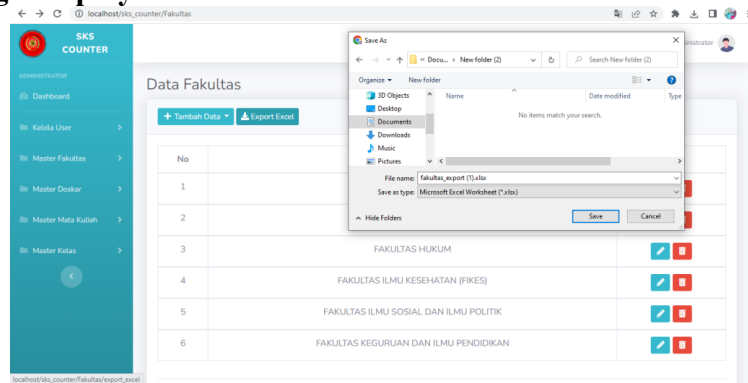 localhost/sks_counter/Fakultas
SKS
COUNTER
ADMINISTRATOR
Dashboard
Kelola User
Master Fakultas
Master Doskar
Master Mata Kuliah
Master Kelas
Data Fakultas
+ Tambah Data
Export Excel
No
1
2
3 FAKULTAS HUKUM
4 FAKULTAS ILMU KESEHATAN (FIKES)
5 FAKULTAS ILMU SOSIAL DAN ILMU POLITIK
6 FAKULTAS KEGURUAN DAN ILMU PENDIDIKAN
Save As
« Docu... > New folder (2)
Search New folder (2)
Organize
New folder
Name
Date modified
Type
3D Objects
Desktop
Documents
Downloads
Music
Pictures
No items match your search.
File name: fakultas_export (1).xlsx
Save as type: Microsoft Excel Worksheet (*.xlsx)
Hide Folders
Save
Cancel
localhost/sks_counter/Fakultas/export_excel